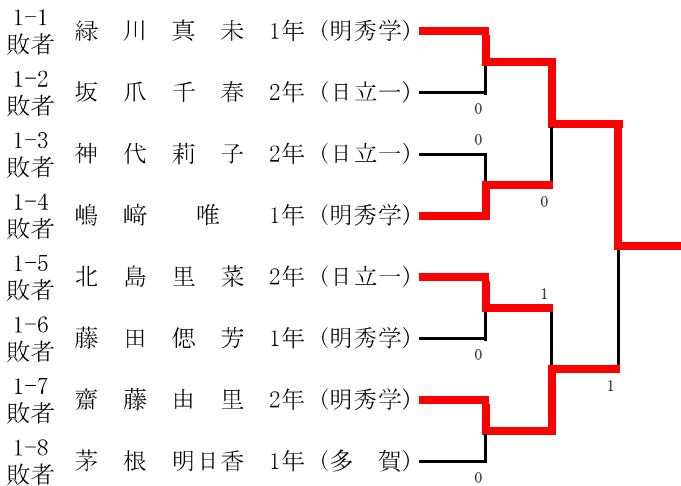 1-1敗者 緑川真未 1年 (明秀学)
1-2敗者 坂爪千春 2年 (日立一)
0
0
1-3敗者 神代莉子 2年 (日立一)
1-4敗者 嶋﨑唯 1年 (明秀学)
0
1-5敗者 北島里菜 2年 (日立一)
1
1-6敗者 藤田偲芳 1年 (明秀学)
0
1-7敗者 齋藤由里 2年 (明秀学)
1
1-8敗者 茅根明日香 1年 (多賀)
0